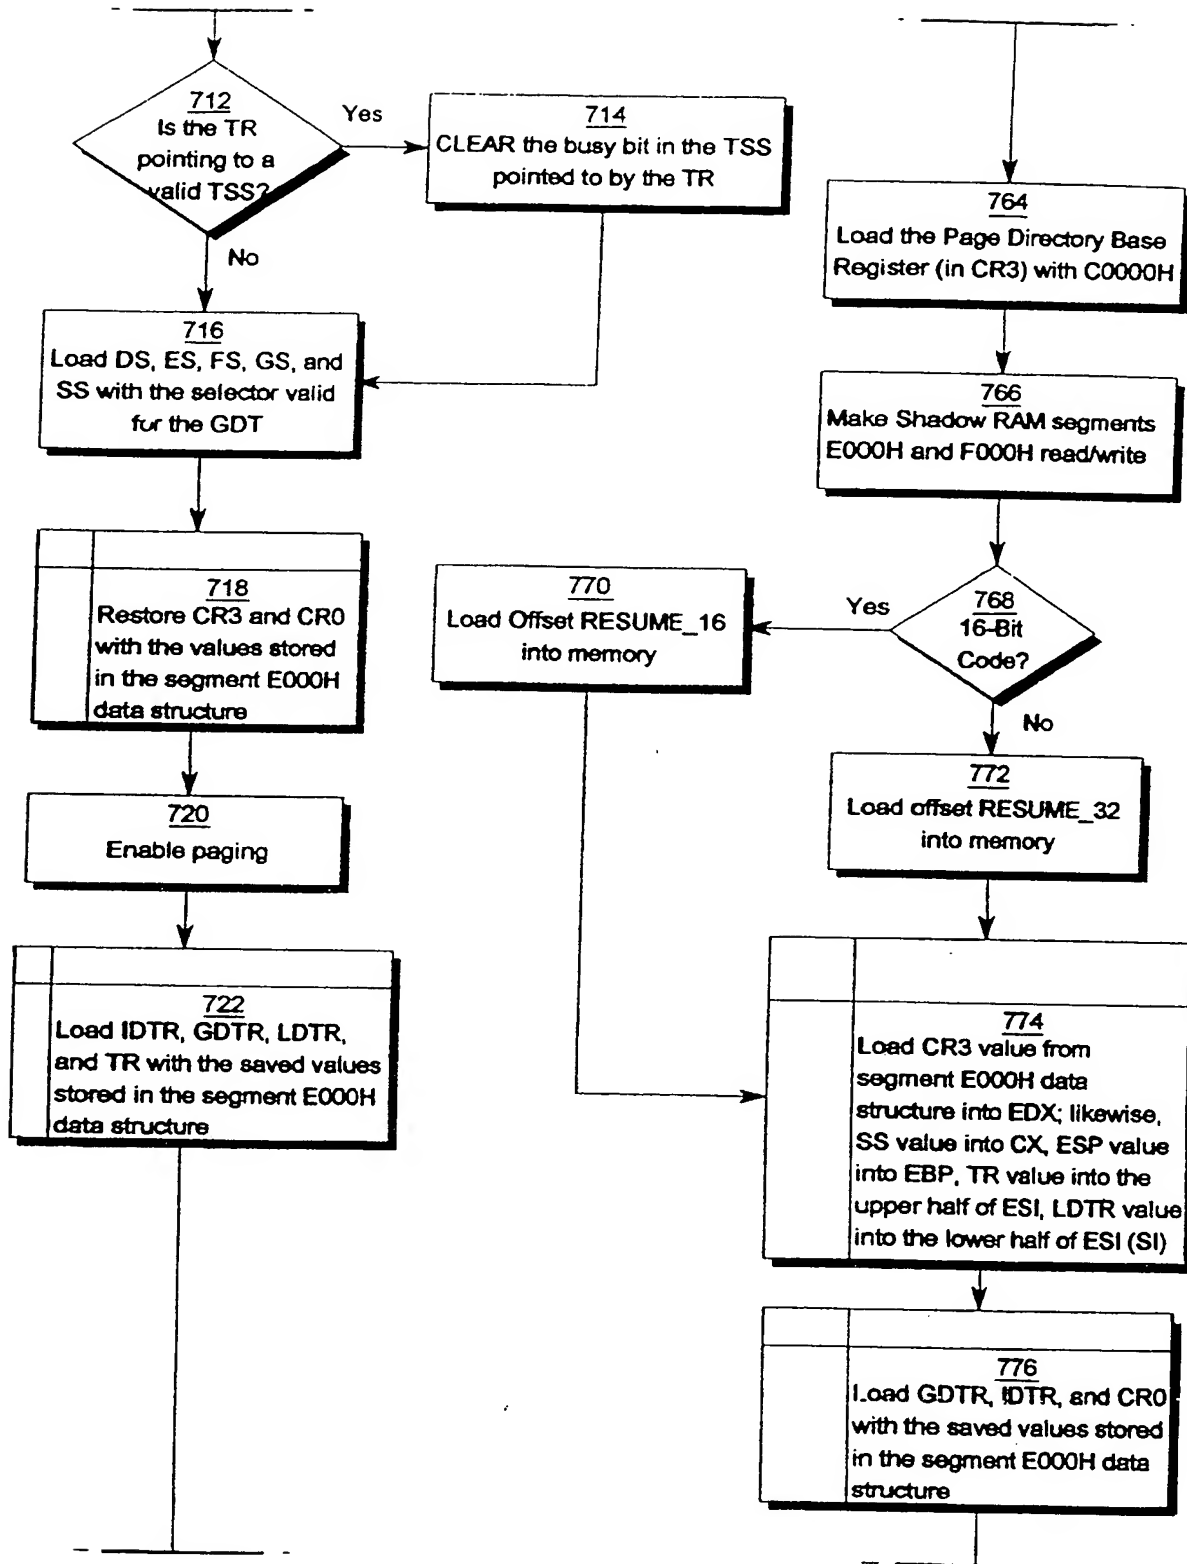 712
Is the TR
pointing to a
valid TSS?
Yes
No
714
CLEAR the busy bit in the TSS
pointed to by the TR
716
Load DS, ES, FS, GS, and
SS with the selector valid
for the GDT
718
Restore CR3 and CR0
with the values stored
in the segment E000H
data structure
720
Enable paging
722
Load IDTR, GDTR, LDTR,
and TR with the saved values
stored in the segment E000H
data structure
764
Load the Page Directory Base
Register (in CR3) with C0000H
766
Make Shadow RAM segments
E000H and F000H read/write
768
16-Bit
Code?
Yes
No
770
Load Offset RESUME_16
into memory
772
Load offset RESUME_32
into memory
774
Load CR3 value from
segment E000H data
structure into EDX; likewise,
SS value into CX, ESP value
into EBP, TR value into the
upper half of ESI, LDTR value
into the lower half of ESI (SI)
776
Load GDTR, IDTR, and CR0
with the saved values stored
in the segment E000H data
structure